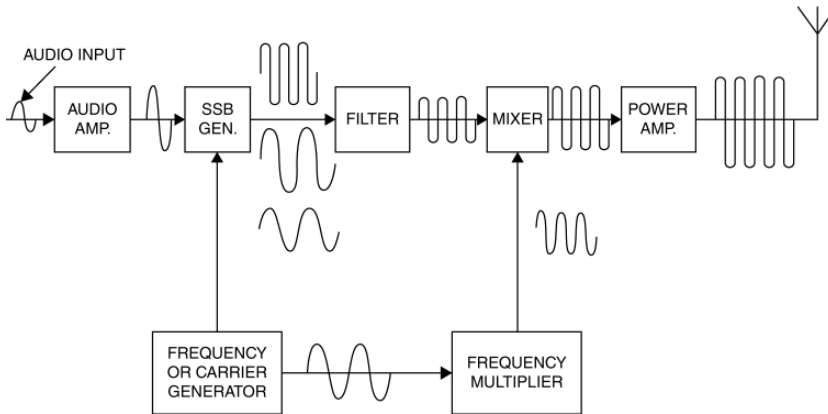 AUDIO INPUT
AUDIO
AMP.
SSB
GEN.
FILTER
MIXER
POWER
AMP.
FREQUENCY
OR CARRIER
GENERATOR
FREQUENCY
MULTIPLIER